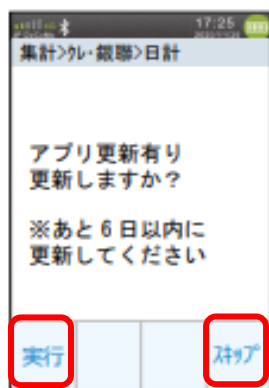 17:25
集計>ｸﾚ･銀聯>日計
アプリ更新有り
更新しますか？
※あと６日以内に
更新してください
実行
ｽｷｯﾌﾟ